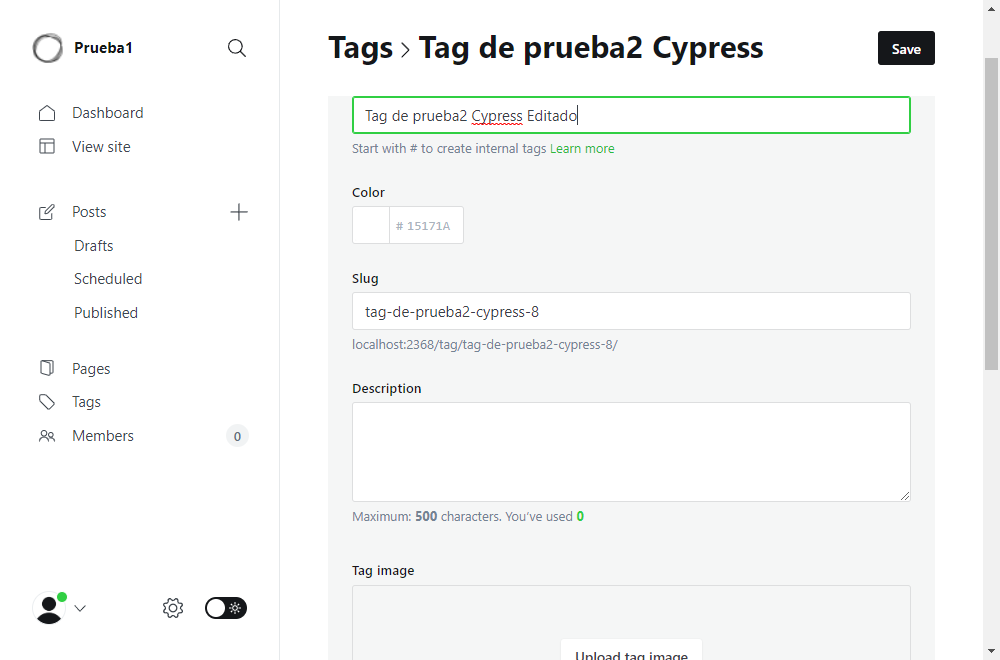 Prueba1
Dashboard
View site
Posts
Drafts
Scheduled
Published
Pages
Tags
Members 0
Tags > Tag de prueba2 Cypress
Save
Tag de prueba2 Cypress Editado
Start with # to create internal tags Learn more
Color
# 15171A
Slug
tag-de-prueba2-cypress-8
localhost:2368/tag/tag-de-prueba2-cypress-8/
Description
Maximum: 500 characters. You’ve used 0
Tag image
Upload tag image